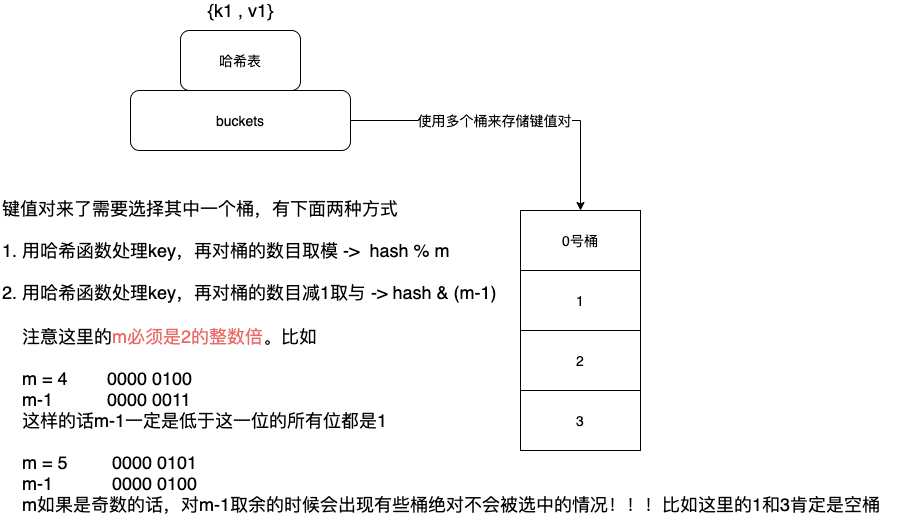 {k1 , v1}
哈希表
buckets
使用多个桶来存储键值对
键值对来了需要选择其中一个桶，有下面两种方式
1. 用哈希函数处理key，再对桶的数目取模 -> hash % m
2. 用哈希函数处理key，再对桶的数目减1取与 -> hash & (m-1)
注意这里的m必须是2的整数倍。比如
m = 4 0000 0100
m-1 0000 0011
这样的话m-1一定是低于这一位的所有位都是1
m = 5 0000 0101
m-1 0000 0100
m如果是奇数的话，对m-1取余的时候会出现有些桶绝对不会被选中的情况！！！比如这里的1和3肯定是空桶
0号桶
1
2
3